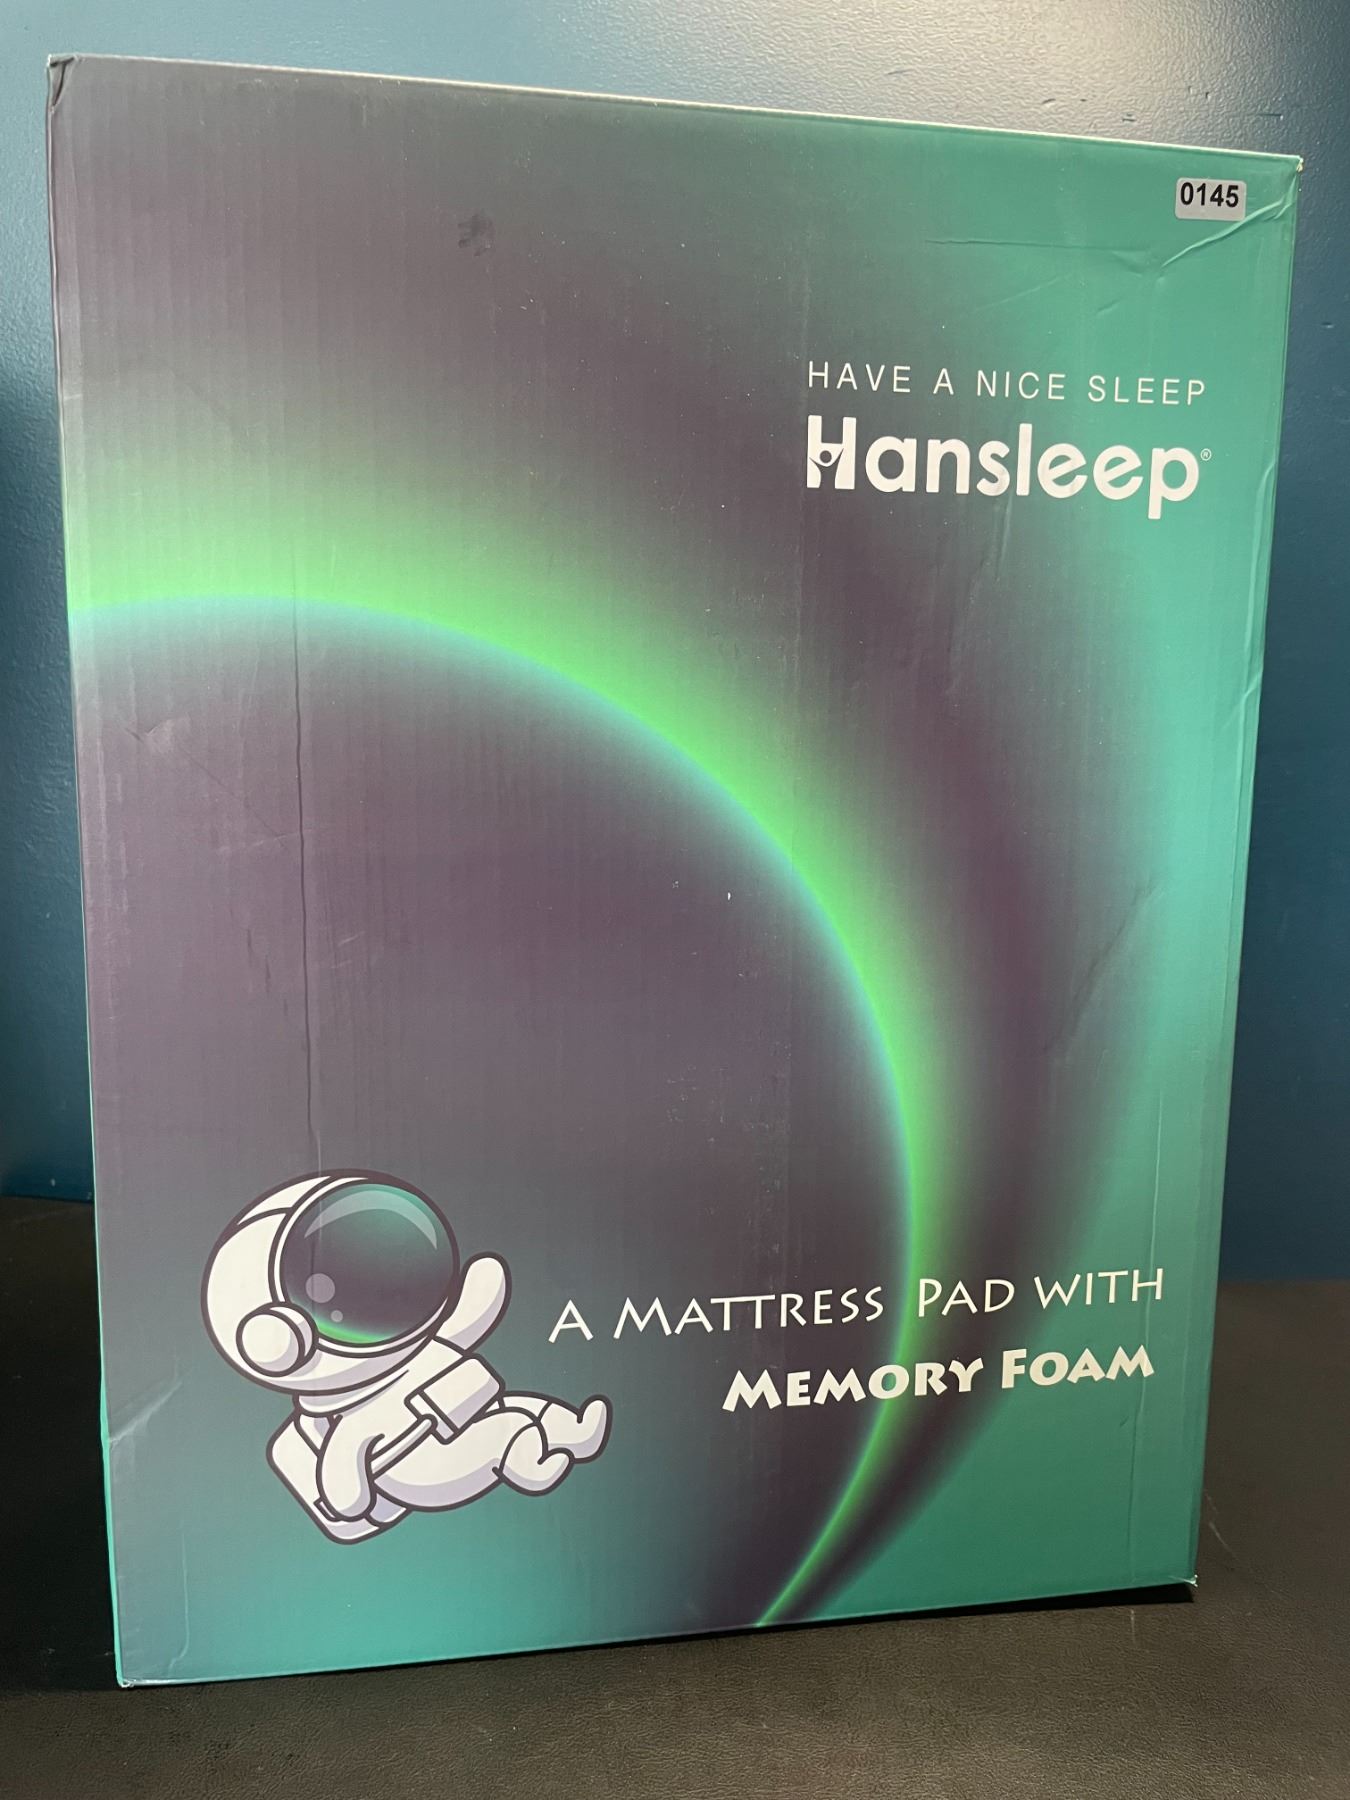 0145
HAVE A NICE SLEEP
Hansleep®
A MATTRESS PAD WITH
MEMORY FOAM